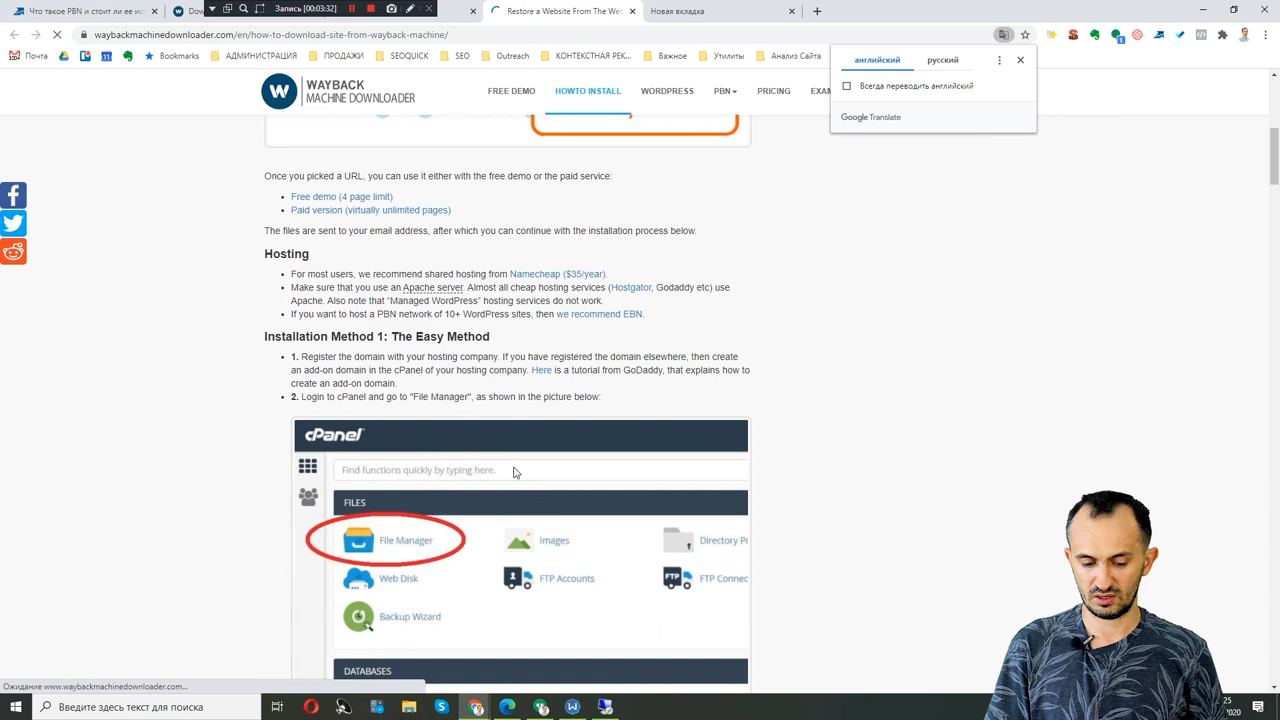 Что такое PBN и стоит ли ее ис
Dow
Запись [00:03:32]
Restore a Website From The Web
Новая вкладка
waybackmachinedownloader.com/en/how-to-download-site-from-wayback-machine/
Почта
Bookmarks
АДМИНИСТРАЦИЯ
ПРОДАЖИ
SEOQUICK
SEO
Outreach
КОНТЕКСТНАЯ РЕК...
Важное
Утилиты
Анализ Сайта
английский
русский
Всегда переводить английский
Google Translate
WAYBACK
MACHINE DOWNLOADER
FREE DEMO
HOWTO INSTALL
WORDPRESS
PBN
PRICING
EXAM
Once you picked a URL, you can use it either with the free demo or the paid service:
Free demo (4 page limit)
Paid version (virtually unlimited pages)
The files are sent to your email address, after which you can continue with the installation process below.
Hosting
For most users, we recommend shared hosting from Namecheap ($35/year).
Make sure that you use an Apache server. Almost all cheap hosting services (Hostgator, Godaddy etc) use
Apache. Also note that “Managed WordPress” hosting services do not work.
If you want to host a PBN network of 10+ WordPress sites, then we recommend EBN.
Installation Method 1: The Easy Method
1. Register the domain with your hosting company. If you have registered the domain elsewhere, then create
an add-on domain in the cPanel of your hosting company. Here is a tutorial from GoDaddy, that explains how to
create an add-on domain.
2. Login to cPanel and go to "File Manager", as shown in the picture below:
cPanel
Find functions quickly by typing here.
FILES
File Manager
Images
Directory Pr
Web Disk
FTP Accounts
FTP Connec
Backup Wizard
DATABASES
Ожидание www.waybackmachinedownloader.com...
Введите здесь текст для поиска
25
2020